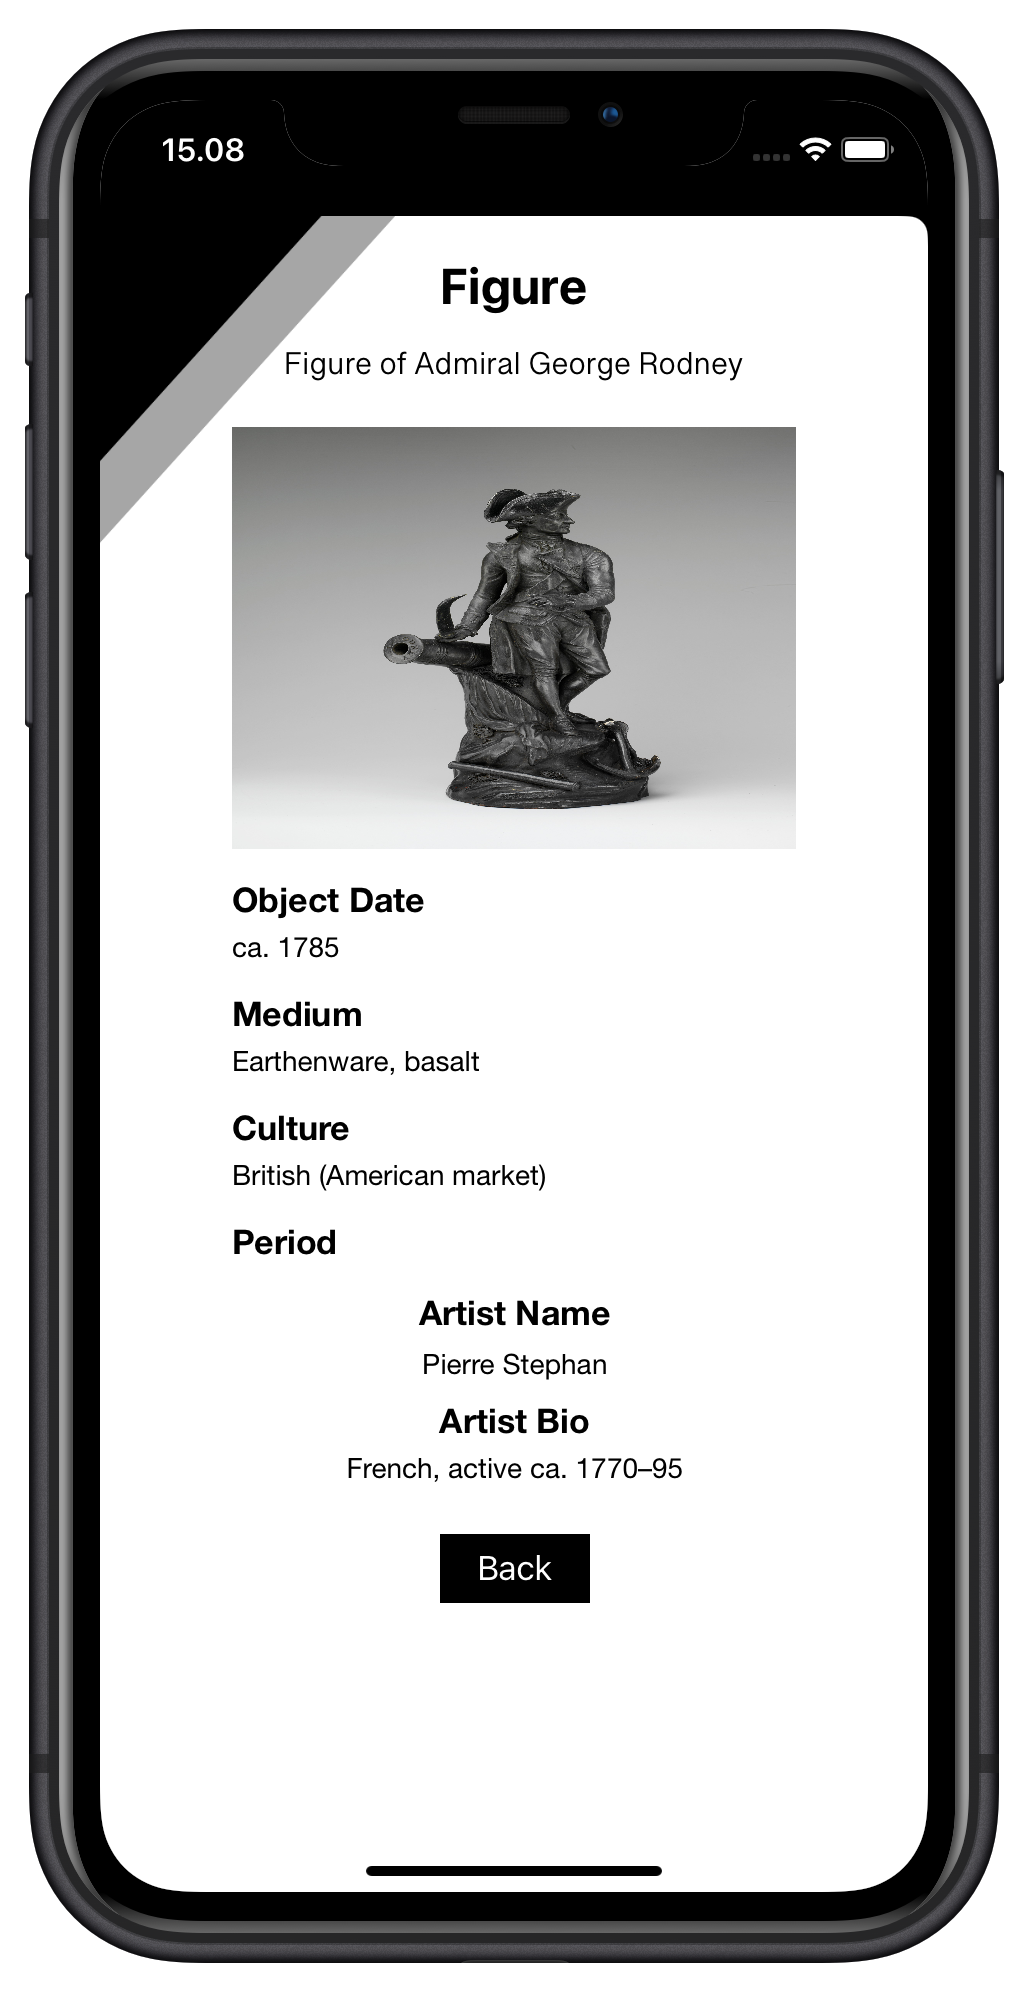 15.08
Figure
Figure of Admiral George Rodney
Object Date
ca. 1785
Medium
Earthenware, basalt
Culture
British (American market)
Period
Artist Name
Pierre Stephan
Artist Bio
French, active ca. 1770–95
Back